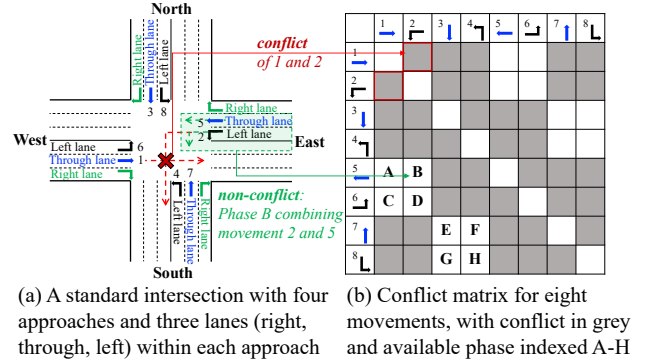 North
1 2 3 4 5 6 7 8
conflict
of 1 and 2
Right lane
Through lane
Left lane
3 8
1
2
3
4
5 A B
6 C D
7 E F
8 G H
Right lane
5 Through lane
2 Left lane
West
East
6
Left lane
Through lane 1
Right lane
4 7
Left lane
Through lane
Right lane
non-conflict:
Phase B combining
movement 2 and 5
South
(a) A standard intersection with four
approaches and three lanes (right,
through, left) within each approach
(b) Conflict matrix for eight
movements, with conflict in grey
and available phase indexed A-H